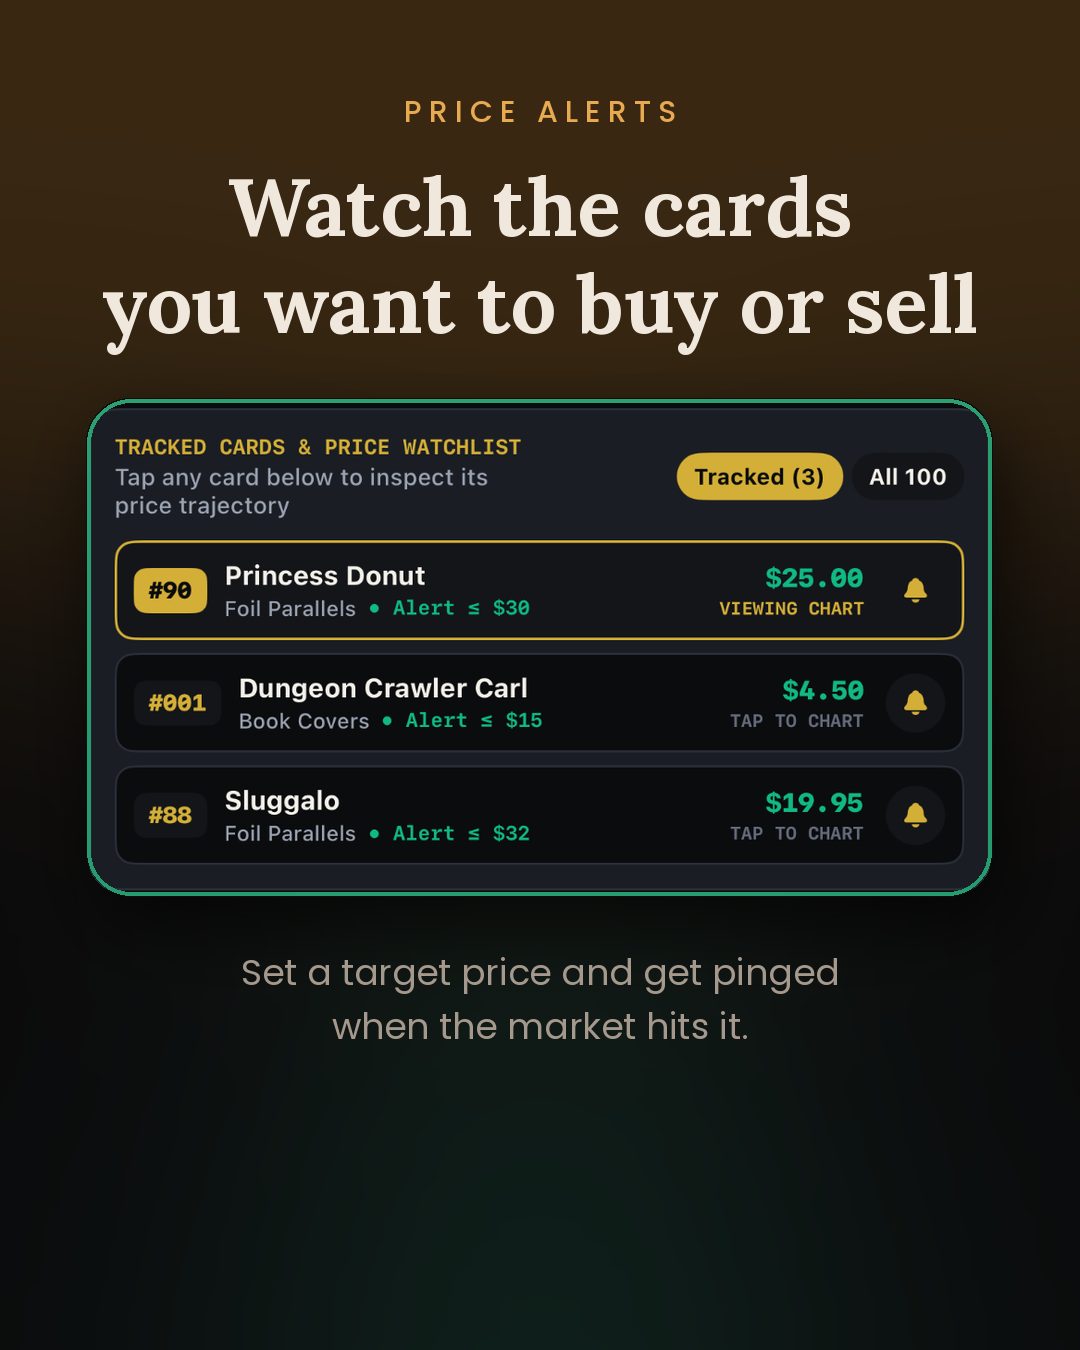 PRICE ALERTS
Watch the cards
you want to buy or sell
TRACKED CARDS & PRICE WATCHLIST
Tap any card below to inspect its
price trajectory
Tracked (3)
All 100
#90
Princess Donut
Foil Parallels • Alert ≤ $30
$25.00
VIEWING CHART
#001
Dungeon Crawler Carl
Book Covers • Alert ≤ $15
$4.50
TAP TO CHART
#88
Sluggalo
Foil Parallels • Alert ≤ $32
$19.95
TAP TO CHART
Set a target price and get pinged
when the market hits it.